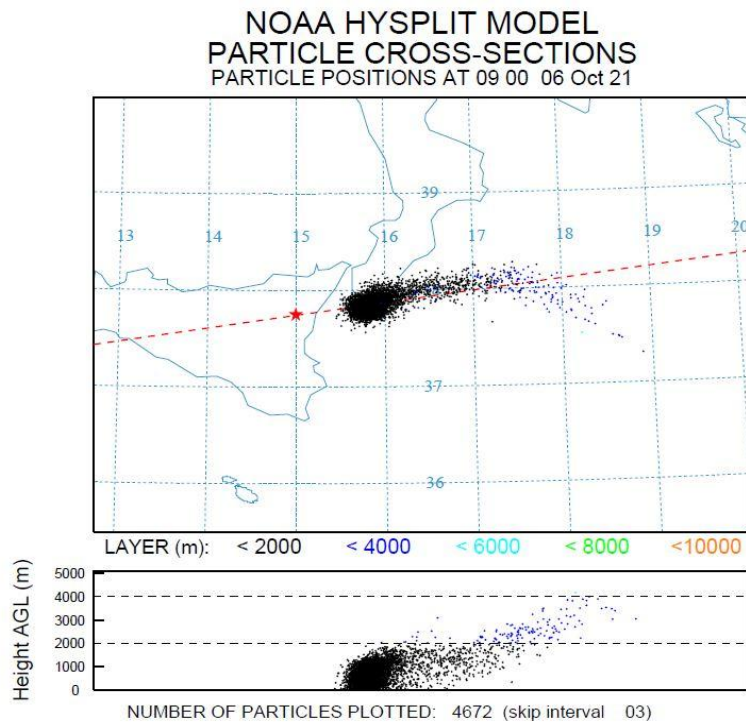 NOAA HYSPLIT MODEL
PARTICLE CROSS-SECTIONS
PARTICLE POSITIONS AT 09 00 06 Oct 21
39
13 14 15 16 17 18 19 20
37
36
LAYER (m): < 2000 < 4000 < 6000 < 8000 <10000
5000
4000
3000
2000
1000
0
Height AGL (m)
NUMBER OF PARTICLES PLOTTED: 4672 (skip interval 03)